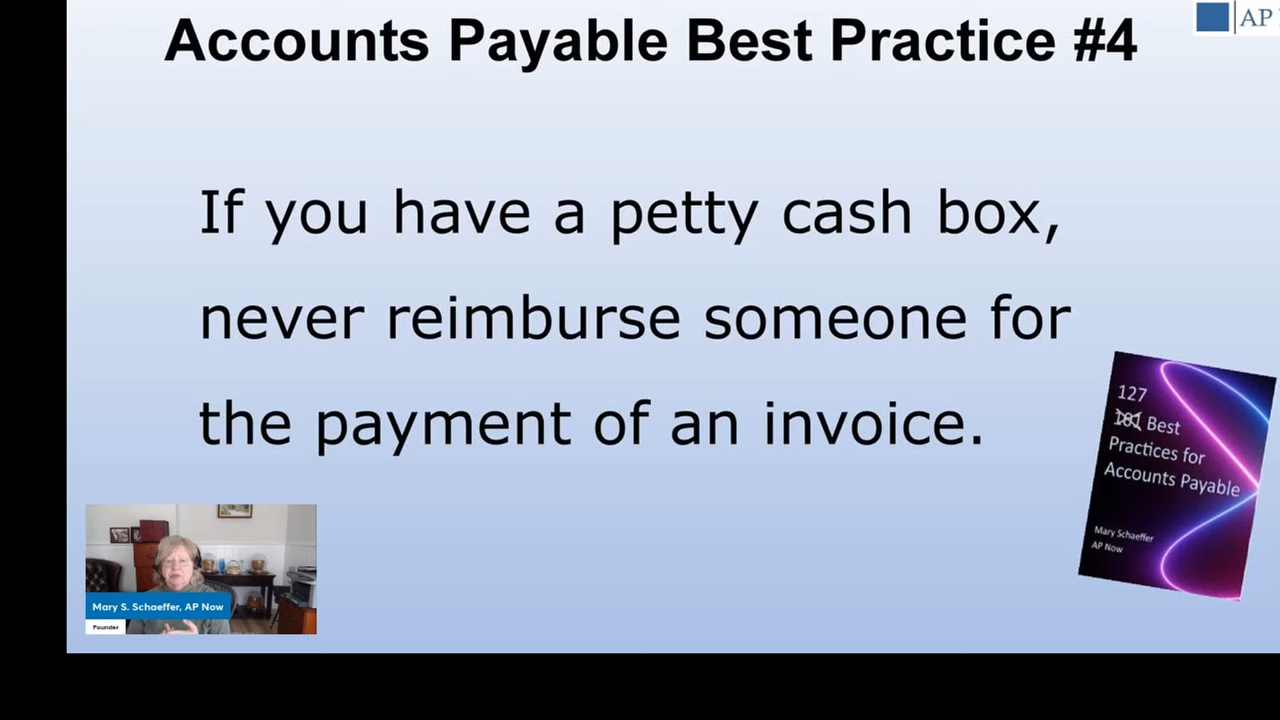 Accounts Payable Best Practice #4
AP
If you have a petty cash box,
never reimburse someone for
the payment of an invoice.
127
101 Best
Practices for
Accounts Payable
Mary Schaeffer
AP Now
Mary S. Schaeffer, AP Now
Founder